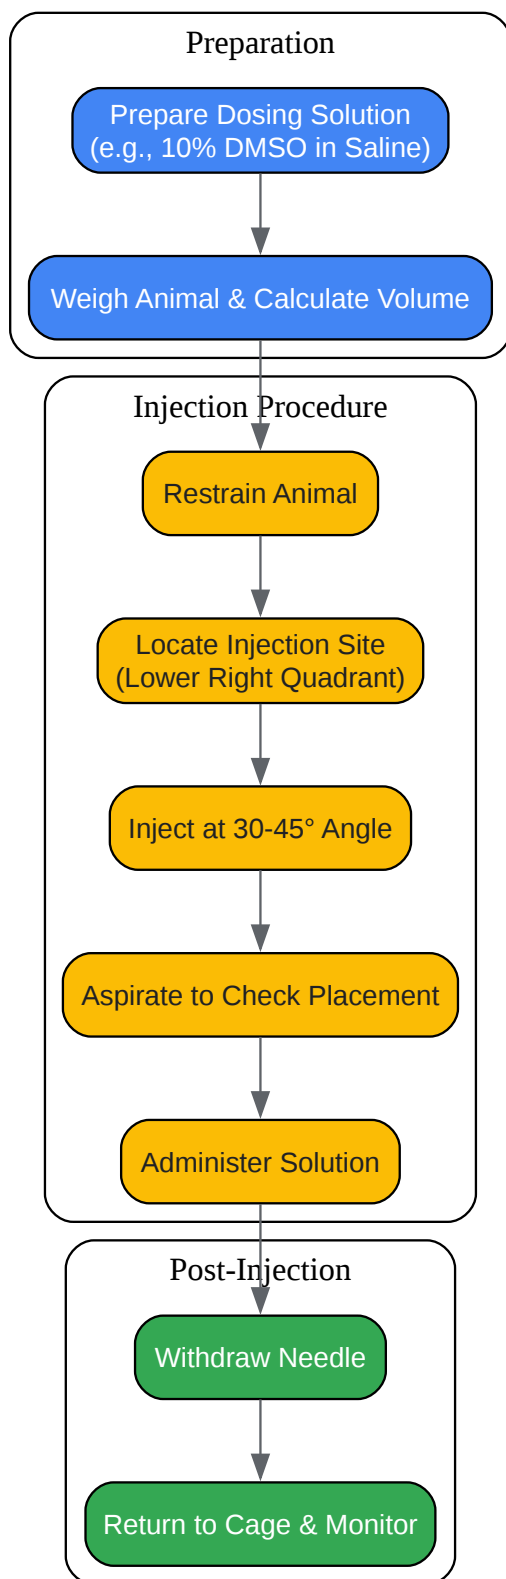 Preparation
Prepare Dosing Solution
(e.g., 10% DMSO in Saline)
Weigh Animal & Calculate Volume
Injection Procedure
Restrain Animal
Locate Injection Site
(Lower Right Quadrant)
Inject at 30-45° Angle
Aspirate to Check Placement
Administer Solution
Post-Injection
Withdraw Needle
Return to Cage & Monitor